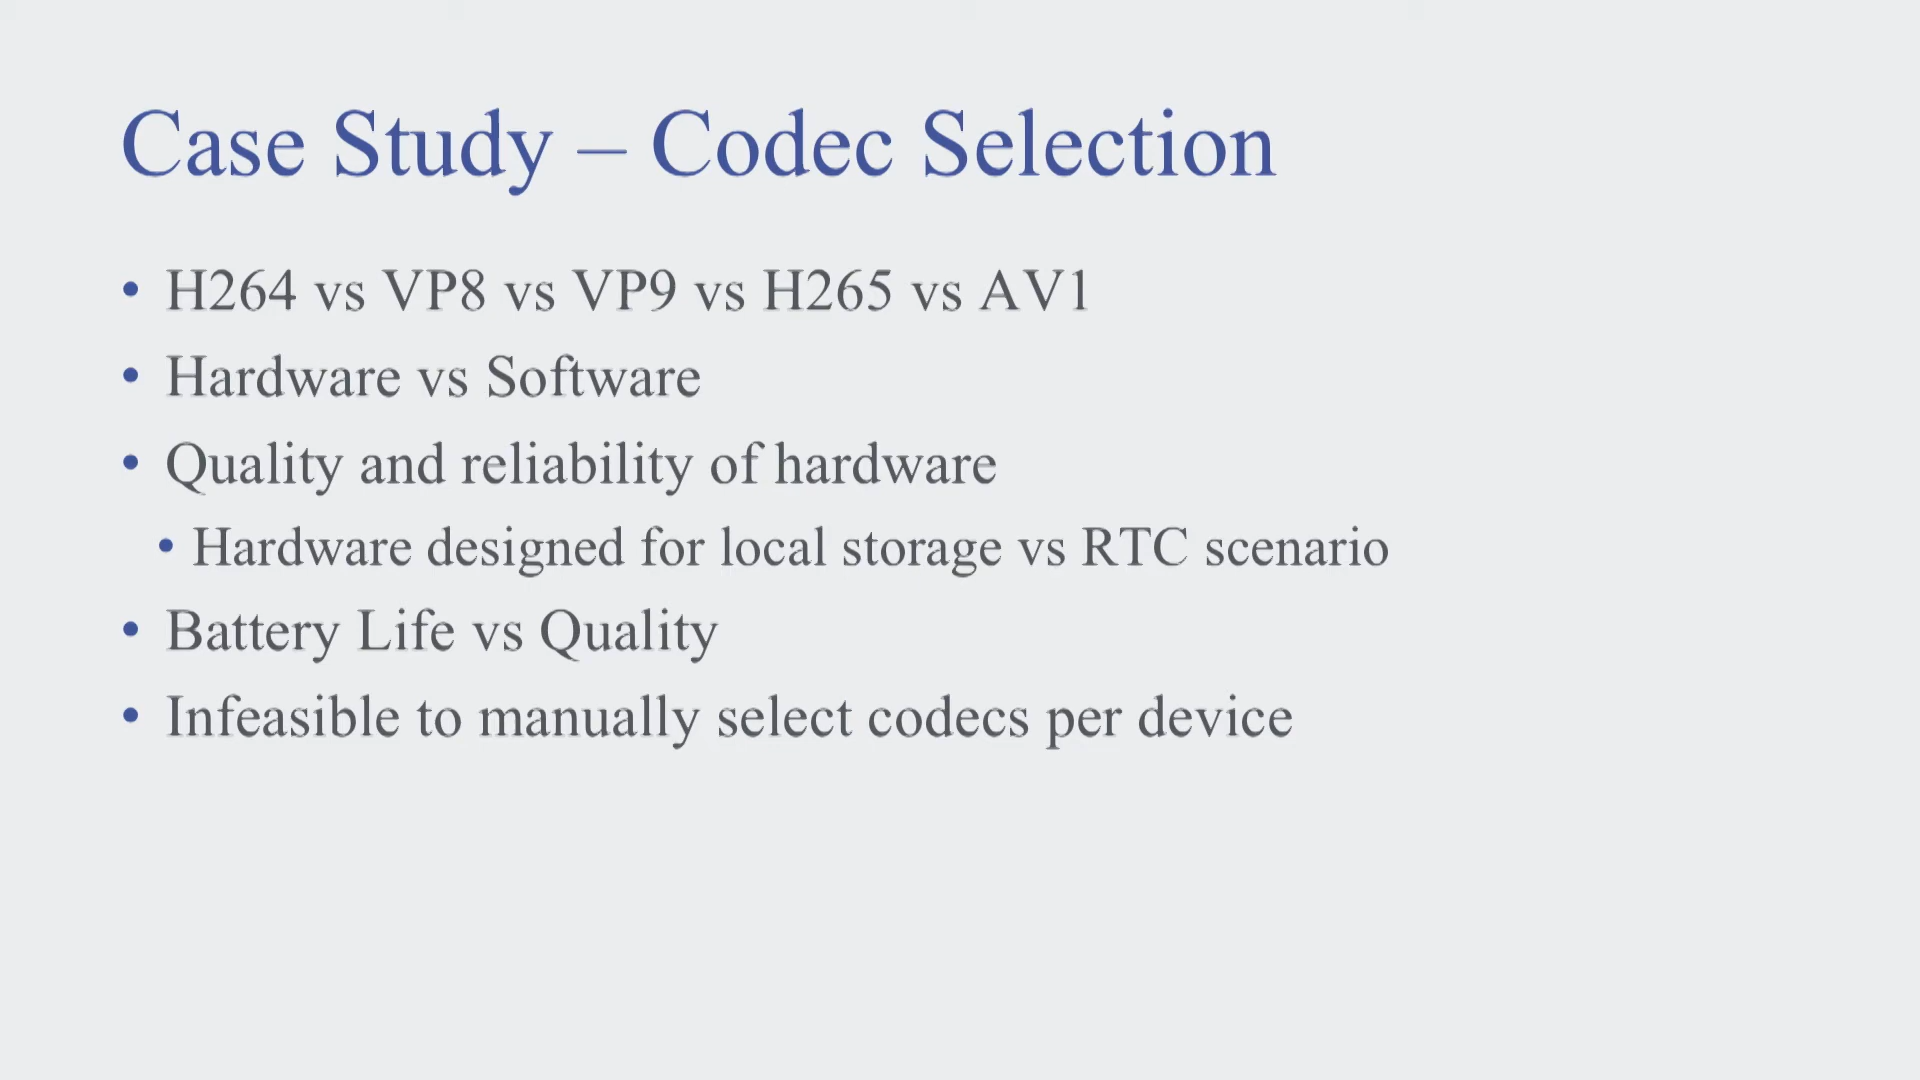 Case Study – Codec Selection
• H264 vs VP8 vs VP9 vs H265 vs AV1
• Hardware vs Software
• Quality and reliability of hardware
• Hardware designed for local storage vs RTC scenario
• Battery Life vs Quality
• Infeasible to manually select codecs per device